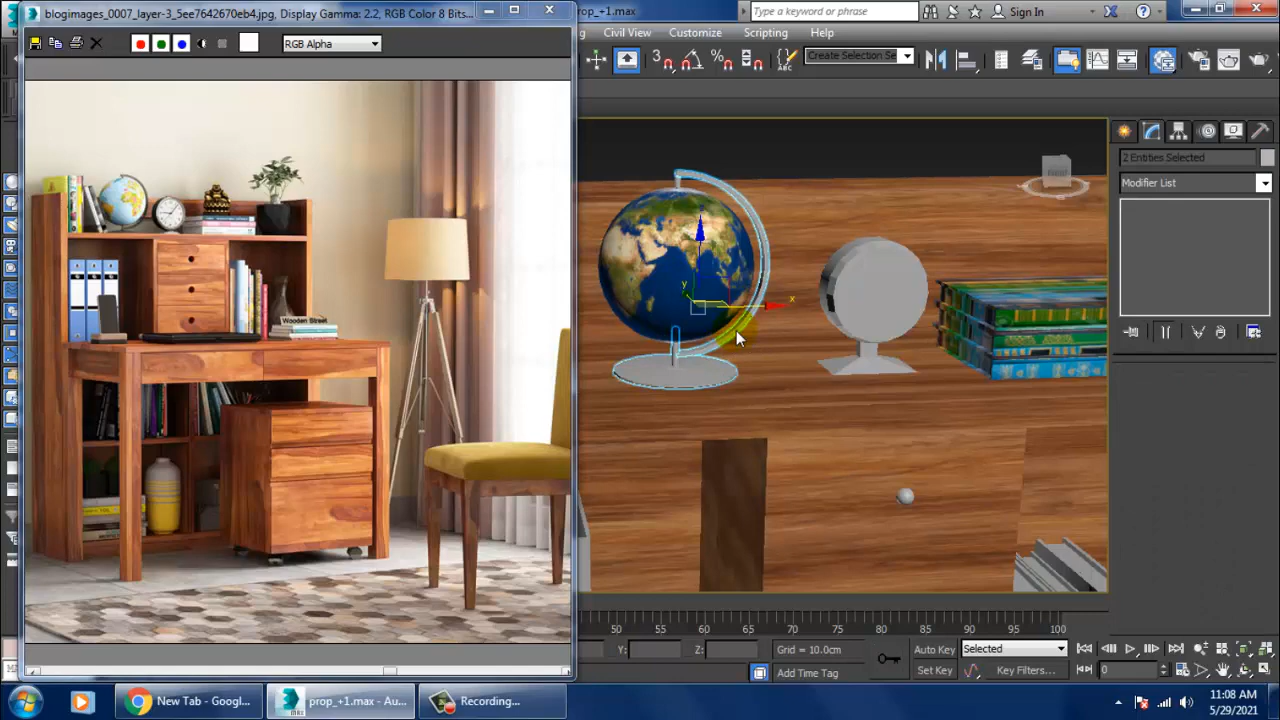 blogimages_0007_layer-3_5ee7642670eb4.jpg, Display Gamma: 2.2, RGB Color 8 Bits...
RGB Alpha
Wooden Street
prop_+1.max
Type a keyword or phrase
Sign In
Civil View
Customize
Scripting
Help
3
Create Selection Se
2 Entities Selected
Modifier List
x
y
50 55 60 65 70 75 80 85 90 95 100
Y:
Z:
Grid = 10.0cm
Add Time Tag
Auto Key
Selected
Set Key
Key Filters...
0
New Tab - Google...
prop_+1.max - Au...
Recording...
11:08 AM
5/29/2021